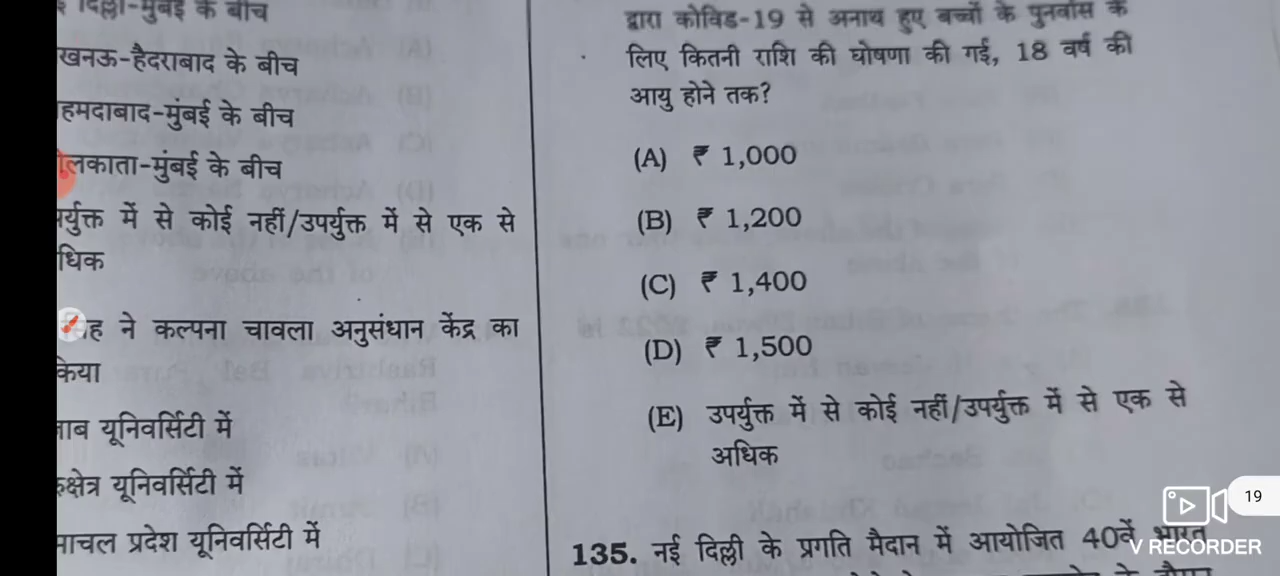 दिल्ली-मुंबई के बीच
खनऊ-हैदराबाद के बीच
हमदाबाद-मुंबई के बीच
लकाता-मुंबई के बीच
पर्युक्त में से कोई नहीं/उपर्युक्त में से एक से
धिक
ने कल्पना चावला अनुसंधान केंद्र का
किया
जाब यूनिवर्सिटी में
रुक्षेत्र यूनिवर्सिटी में
माचल प्रदेश यूनिवर्सिटी में
द्वारा कोविड-19 से अनाथ हुए बच्चों के पुनर्वास के
लिए कितनी राशि की घोषणा की गई, 18 वर्ष की
आयु होने तक?
(A) ₹ 1,000
(B) ₹ 1,200
(C) ₹ 1,400
(D) ₹ 1,500
(E) उपर्युक्त में से कोई नहीं/उपर्युक्त में से एक से
अधिक
135. नई दिल्ली के प्रगति मैदान में आयोजित 40वें भारत
19
V RECORDER